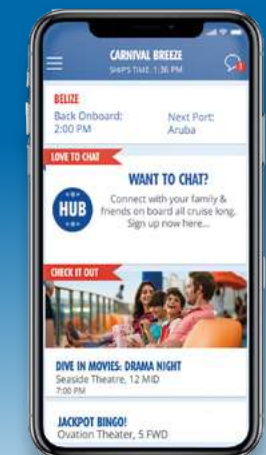 CARNIVAL BREEZE
SHIP'S TIME: 1:36 PM
3
BELIZE
Back Onboard:
2:00 PM
Next Port:
Aruba
LOVE TO CHAT
WANT TO CHAT?
HUB
Connect with your family &
friends on board all cruise long.
Sign up now here...
CHECK IT OUT
DIVE IN MOVIES: DRAMA NIGHT
Seaside Theatre, 12 MID
7:00 PM
JACKPOT BINGO!
Ovation Theater, 5 FWD